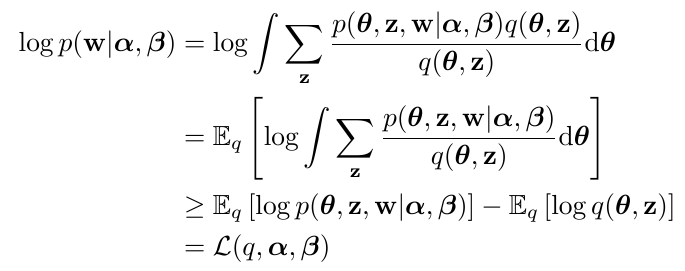 log p(𝐰|𝜶, 𝜷) = log ∫ ∑_𝐳 p(𝜽, 𝐳, 𝐰|𝜶, 𝜷)q(𝜽, 𝐳) / q(𝜽, 𝐳) d𝜽
= 𝔼_q [log ∫ ∑_𝐳 p(𝜽, 𝐳, 𝐰|𝜶, 𝜷) / q(𝜽, 𝐳) d𝜽]
≥ 𝔼_q [log p(𝜽, 𝐳, 𝐰|𝜶, 𝜷)] − 𝔼_q [log q(𝜽, 𝐳)]
= ℒ(q, 𝜶, 𝜷)